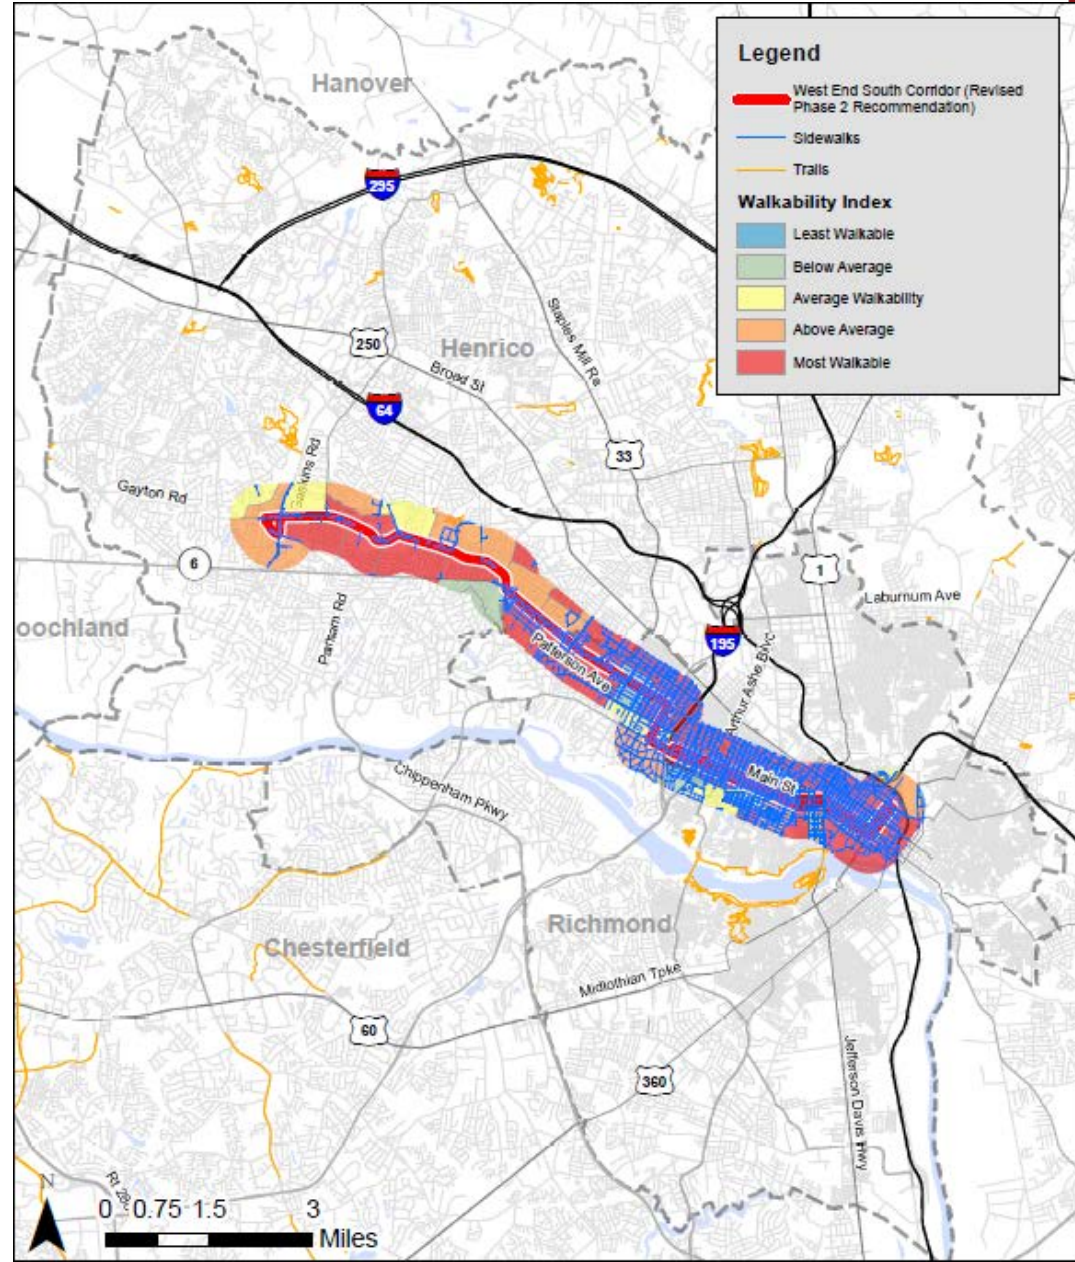 Hanover
Legend
West End South Corridor (Revised
Phase 2 Recommendation)
Sidewalks
Trails
Walkability Index
Least Walkable
Below Average
Average Walkability
Above Average
Most Walkable
295
250
Henrico
Broad St
Staples Mill Rd
64
33
Gayton Rd
6
1
Laburnum Ave
oochland
Parham Rd
Patterson Ave
195
Arthur Ashe Blvd
Main St
Chippenham Pkwy
Richmond
Chesterfield
Midlothian Tpke
60
360
Jefferson Davis Hwy
N
0 0.75 1.5 3
Miles